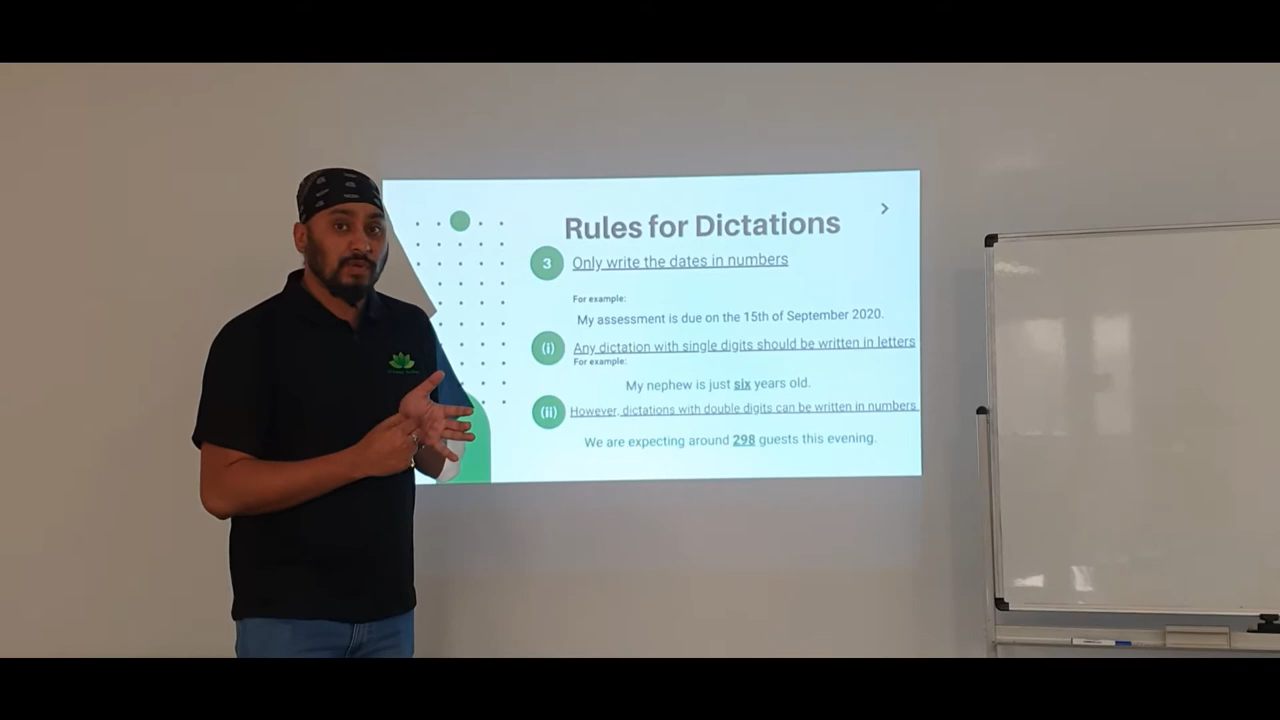 Rules for Dictations
3 Only write the dates in numbers
For example:
My assessment is due on the 15th of September 2020.
(i) Any dictation with single digits should be written in letters
For example:
My nephew is just six years old.
(ii) However, dictations with double digits can be written in numbers
We are expecting around 298 guests this evening.